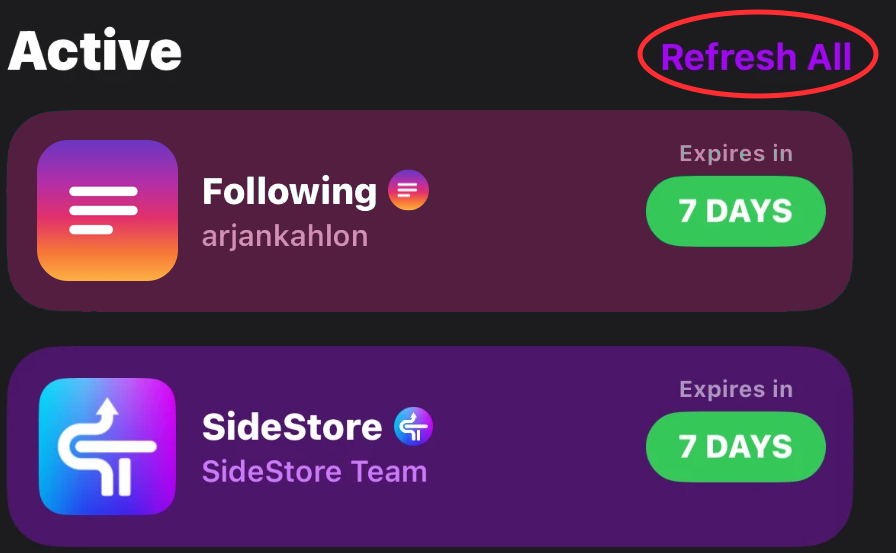 Active
Refresh All
Expires in
Following
7 DAYS
arjankahlon
Expires in
SideStore
7 DAYS
SideStore Team